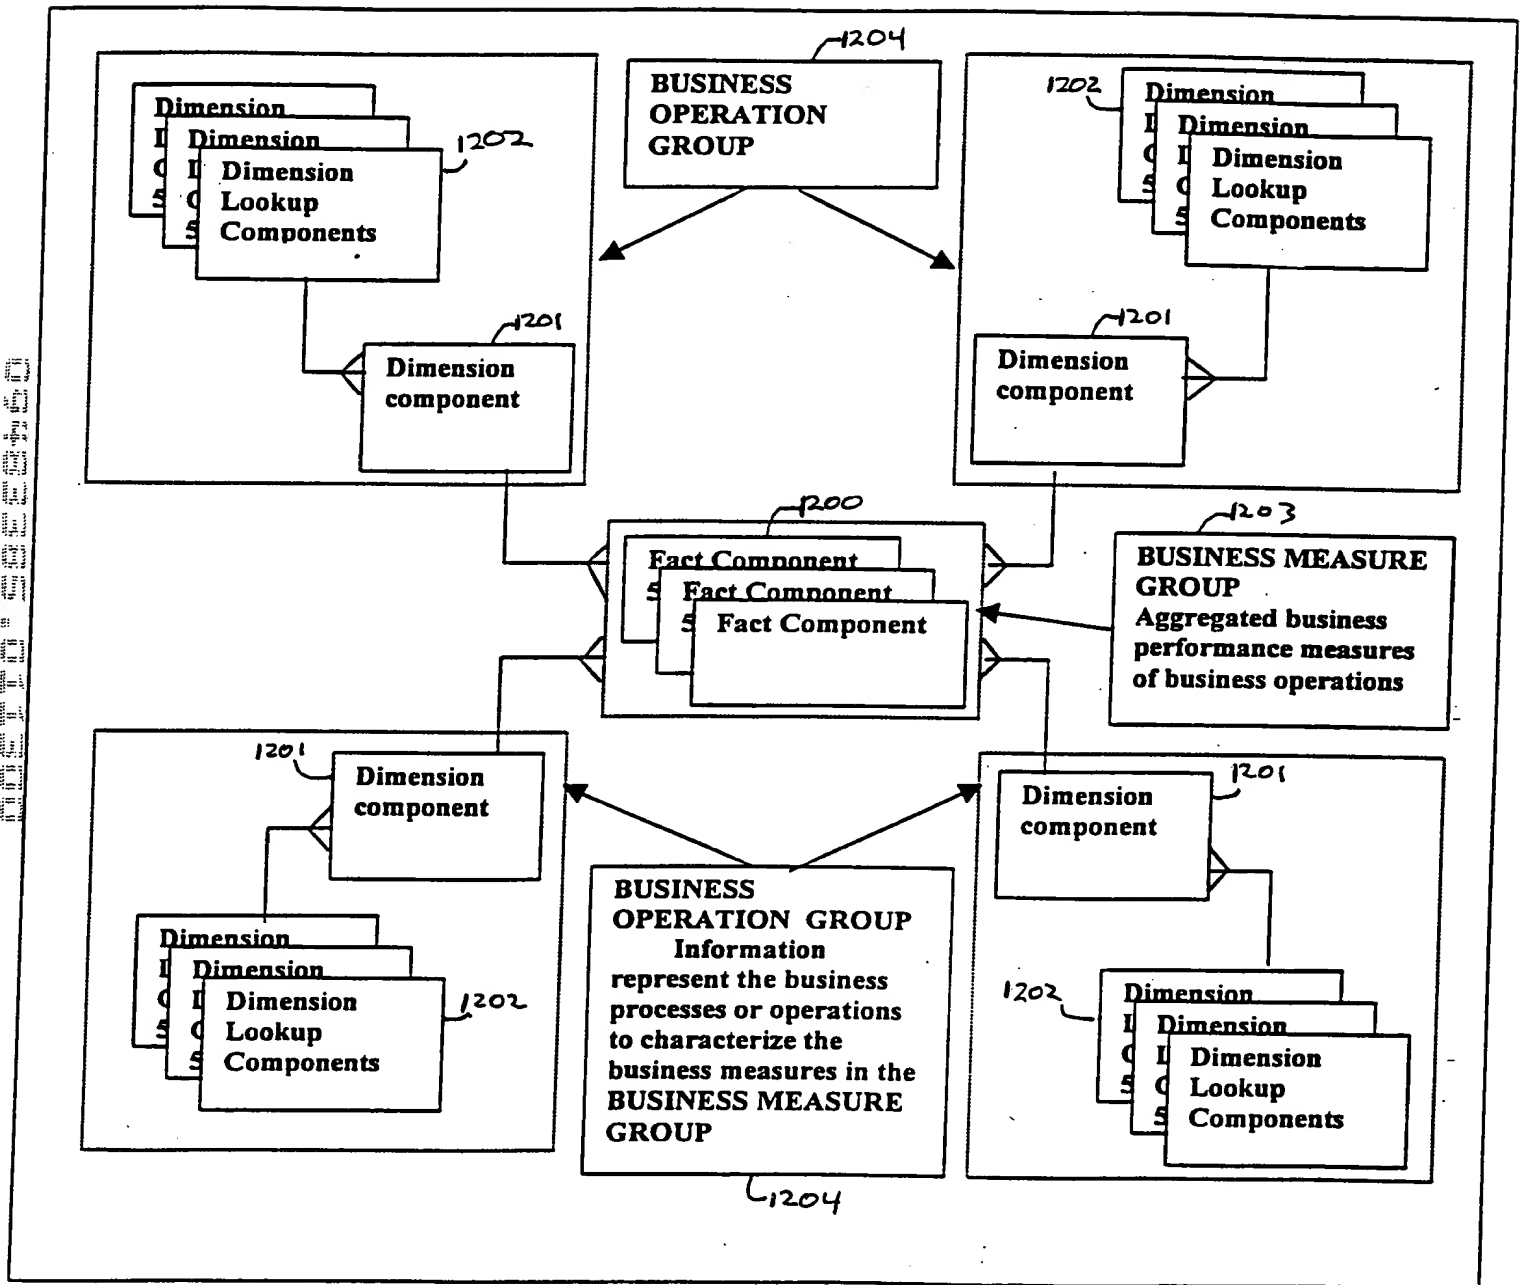 1204
BUSINESS
OPERATION
GROUP
Dimension
Dimension
Dimension
Lookup
Components
1202
1202
Dimension
Dimension
Dimension
Lookup
Components
1201
Dimension
component
1201
Dimension
component
1200
Fact Component
Fact Component
Fact Component
1203
BUSINESS MEASURE
GROUP
Aggregated business
performance measures
of business operations
1201
Dimension
component
1201
Dimension
component
Dimension
Dimension
Dimension
Lookup
Components
1202
BUSINESS
OPERATION GROUP
Information
represent the business
processes or operations
to characterize the
business measures in the
BUSINESS MEASURE
GROUP
1204
1202
Dimension
Dimension
Dimension
Lookup
Components